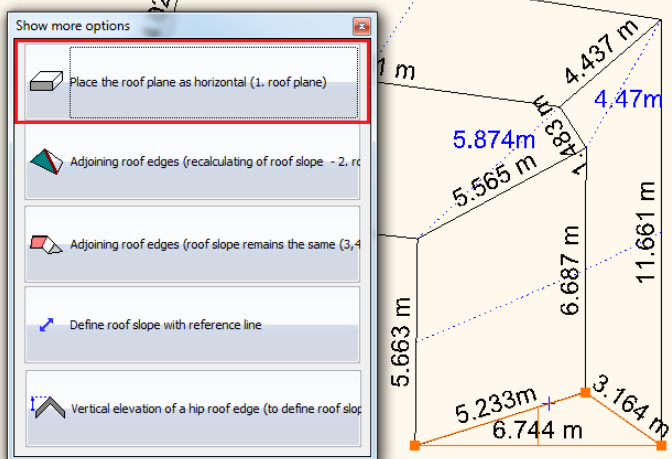 Show more options
Place the roof plane as horizontal (1. roof plane)
Adjoining roof edges (recalculating of roof slope - 2. ro
Adjoining roof edges (roof slope remains the same (3,4
Define roof slope with reference line
Vertical elevation of a hip roof edge (to define roof slop
1 m
4.437 m
4.47m
1.483 m
5.874m
5.565 m
11.661 m
6.687 m
5.663 m
5.233m
3.164 m
6.744 m